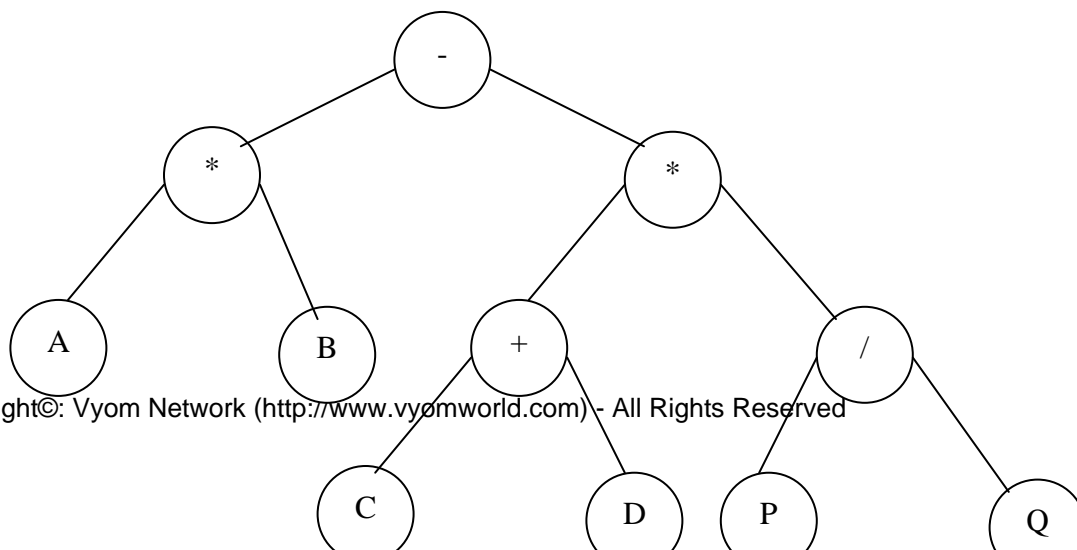 -
* *
A B + /
ght©: Vyom Network (http://www.vyomworld.com) - All Rights Reserved
C D P Q